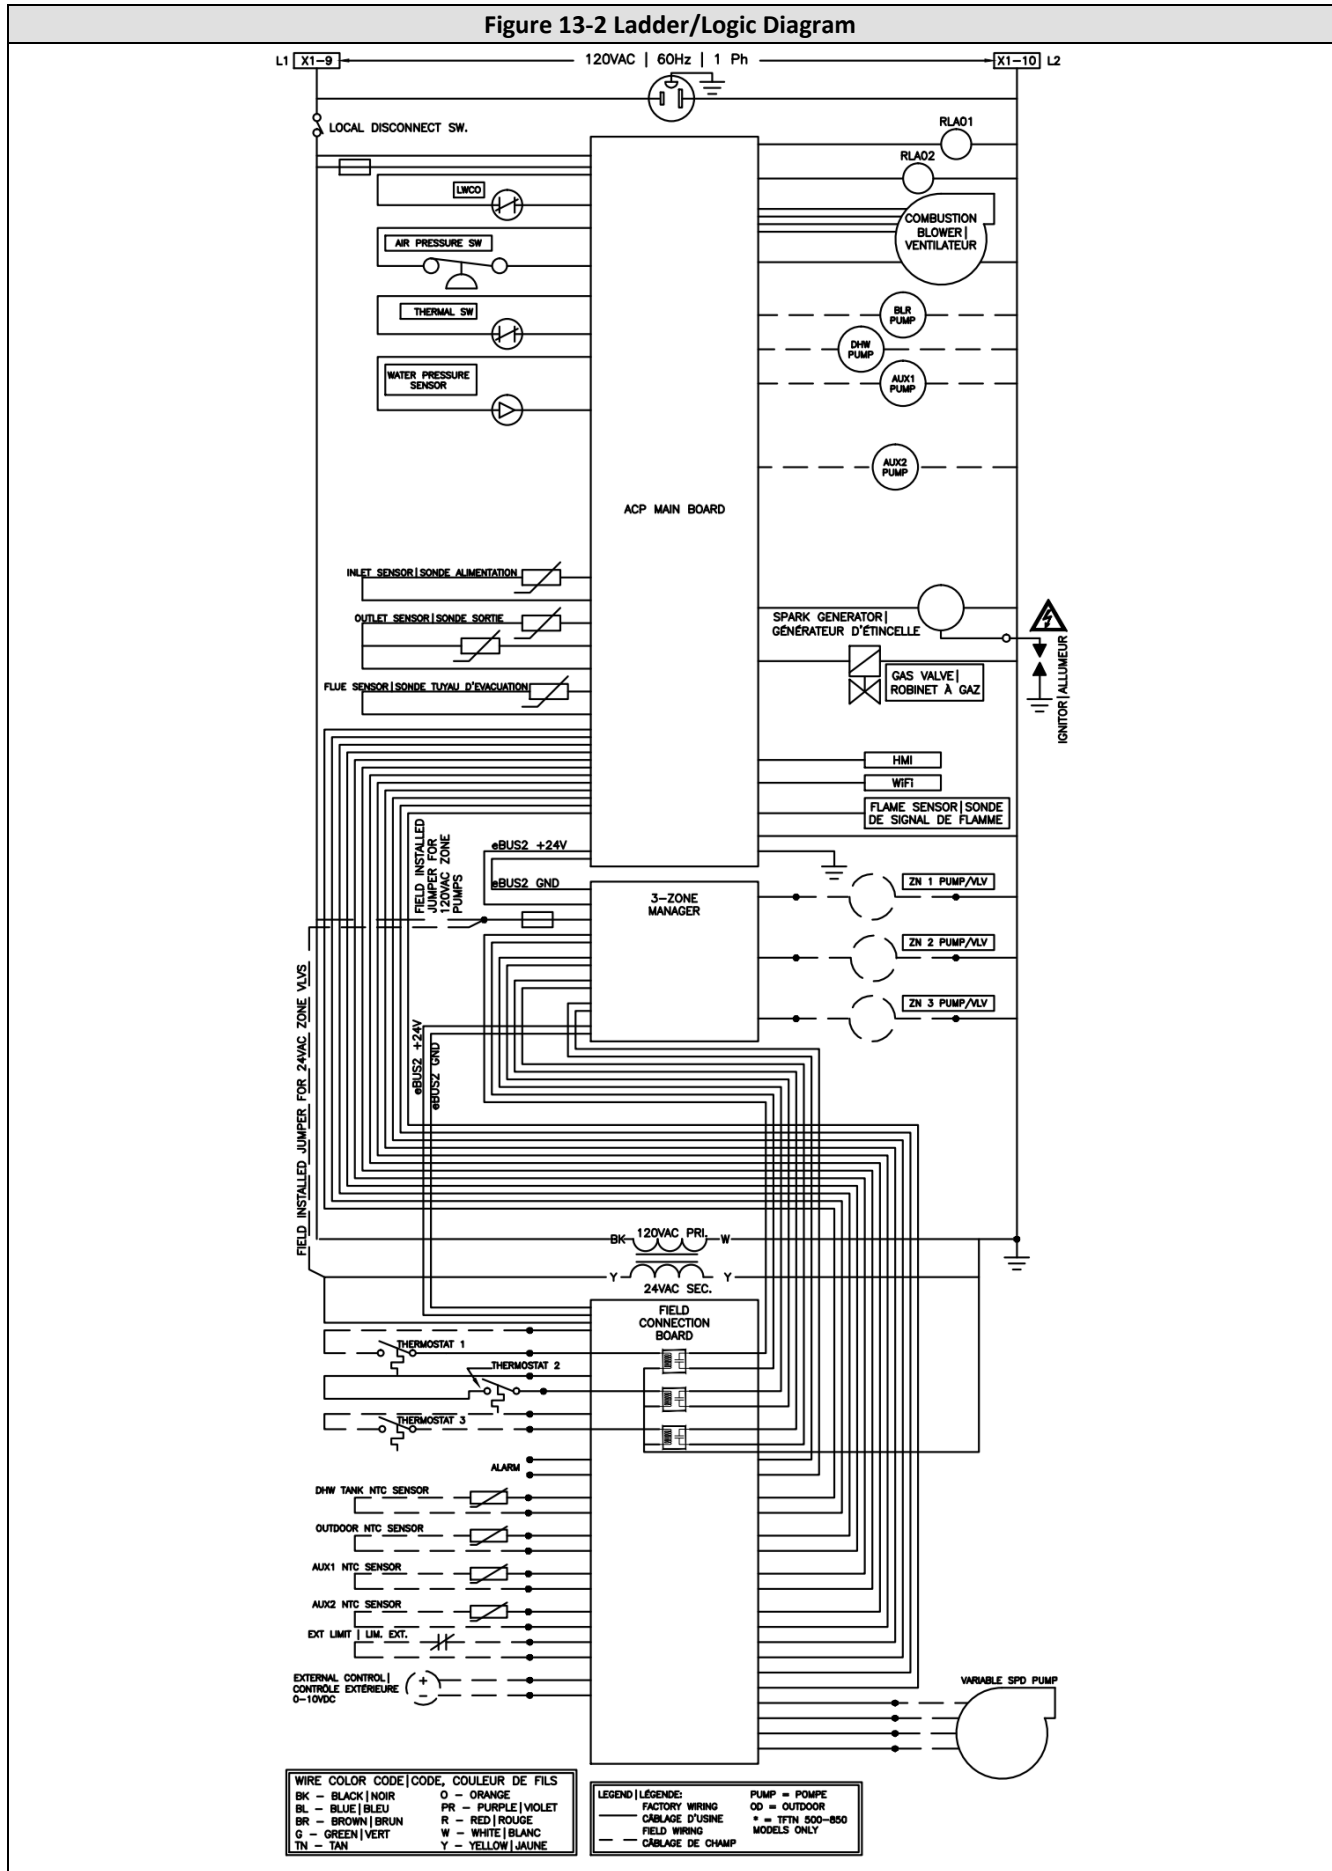 Figure 13-2 Ladder/Logic Diagram
L1 X1-9 120VAC | 60Hz | 1 Ph X1-10 L2
LOCAL DISCONNECT SW.
RLA01
RLA02
LWCO
COMBUSTION
BLOWER|
VENTILATEUR
AIR PRESSURE SW
THERMAL SW
BLR
PUMP
DHW
PUMP
WATER PRESSURE
SENSOR
AUX1
PUMP
AUX2
PUMP
ACP MAIN BOARD
INLET SENSOR|SONDE ALIMENTATION
OUTLET SENSOR|SONDE SORTIE
SPARK GENERATOR|
GÉNÉRATEUR D'ÉTINCELLE
IGNITOR|ALLUMEUR
FLUE SENSOR|SONDE TUYAU D'EVACUATION
GAS VALVE|
ROBINET À GAZ
HMI
WiFi
FLAME SENSOR|SONDE
DE SIGNAL DE FLAMME
FIELD INSTALLED
JUMPER FOR
120VAC ZONE
PUMPS
eBUS2 +24V
eBUS2 GND
3-ZONE
MANAGER
ZN 1 PUMP/VLV
ZN 2 PUMP/VLV
ZN 3 PUMP/VLV
FIELD INSTALLED JUMPER FOR 24VAC ZONE VLVS
eBUS2 +24V
eBUS2 GND
BK 120VAC PRI. W
Y Y
24VAC SEC.
FIELD
CONNECTION
BOARD
THERMOSTAT 1
THERMOSTAT 2
THERMOSTAT 3
ALARM
DHW TANK NTC SENSOR
OUTDOOR NTC SENSOR
AUX1 NTC SENSOR
AUX2 NTC SENSOR
EXT LIMIT | LIM. EXT.
EXTERNAL CONTROL|
CONTRÔLE EXTÉRIEURE
0-10VDC
+
−
VARIABLE SPD PUMP
WIRE COLOR CODE|CODE, COULEUR DE FILS
BK - BLACK|NOIR O - ORANGE
BL - BLUE|BLEU PR - PURPLE|VIOLET
BR - BROWN|BRUN R - RED|ROUGE
G - GREEN|VERT W - WHITE|BLANC
TN - TAN Y - YELLOW|JAUNE
LEGEND|LÉGENDE: PUMP = POMPE
FACTORY WIRING OD = OUTDOOR
CÂBLAGE D'USINE * = TFTN 500-850
FIELD WIRING MODELS ONLY
CÂBLAGE DE CHAMP